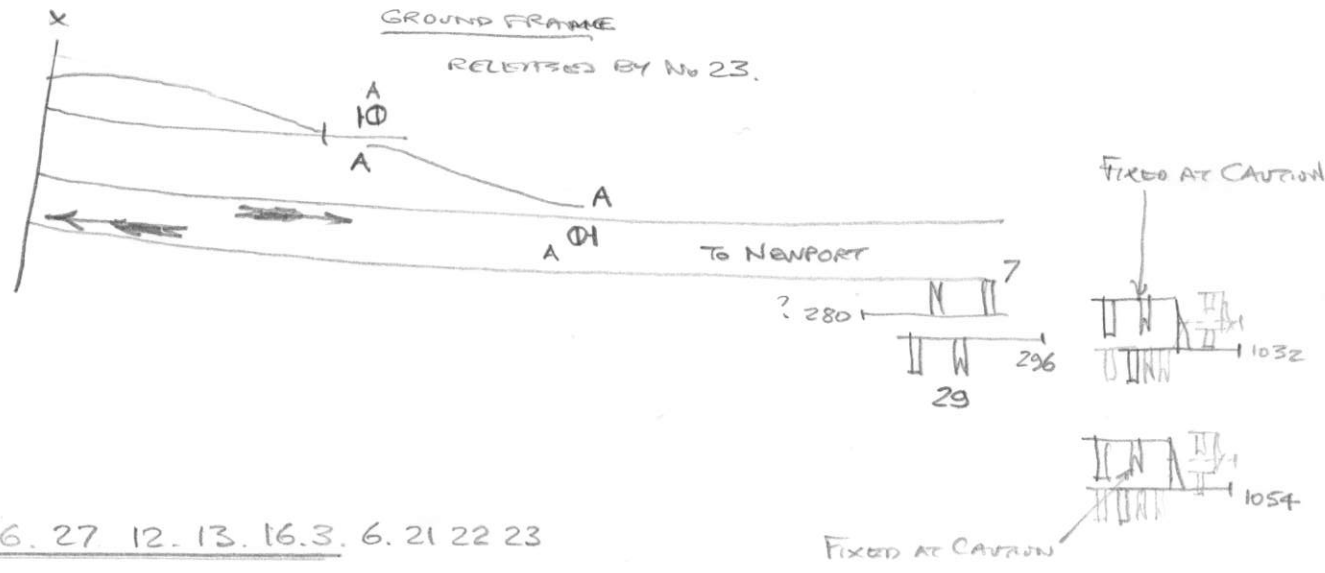 X
GROUND FRAME
RELEASED BY No 23.
A
A
A
A
FIXED AT CAUTION
TO NEWPORT
7
? 280
296
29
1032
1054
6. 27 12. 13. 16. 3. 6. 21 22 23
FIXED AT CAUTION